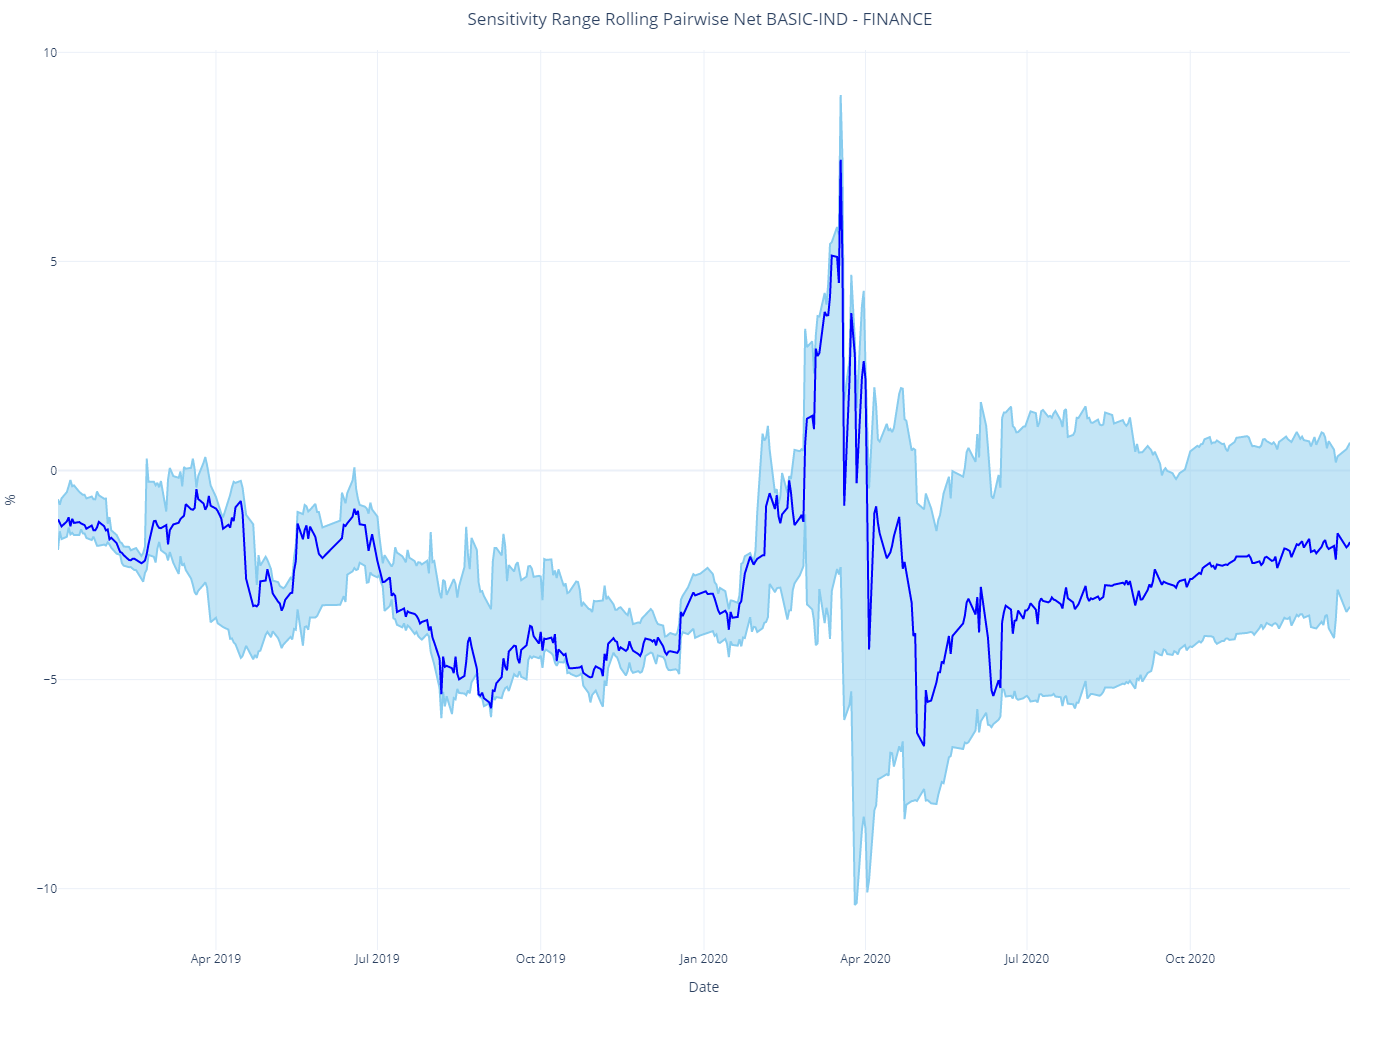 Sensitivity Range Rolling Pairwise Net BASIC-IND - FINANCE
10
5
0
−5
−10
%
Apr 2019
Jul 2019
Oct 2019
Jan 2020
Apr 2020
Jul 2020
Oct 2020
Date